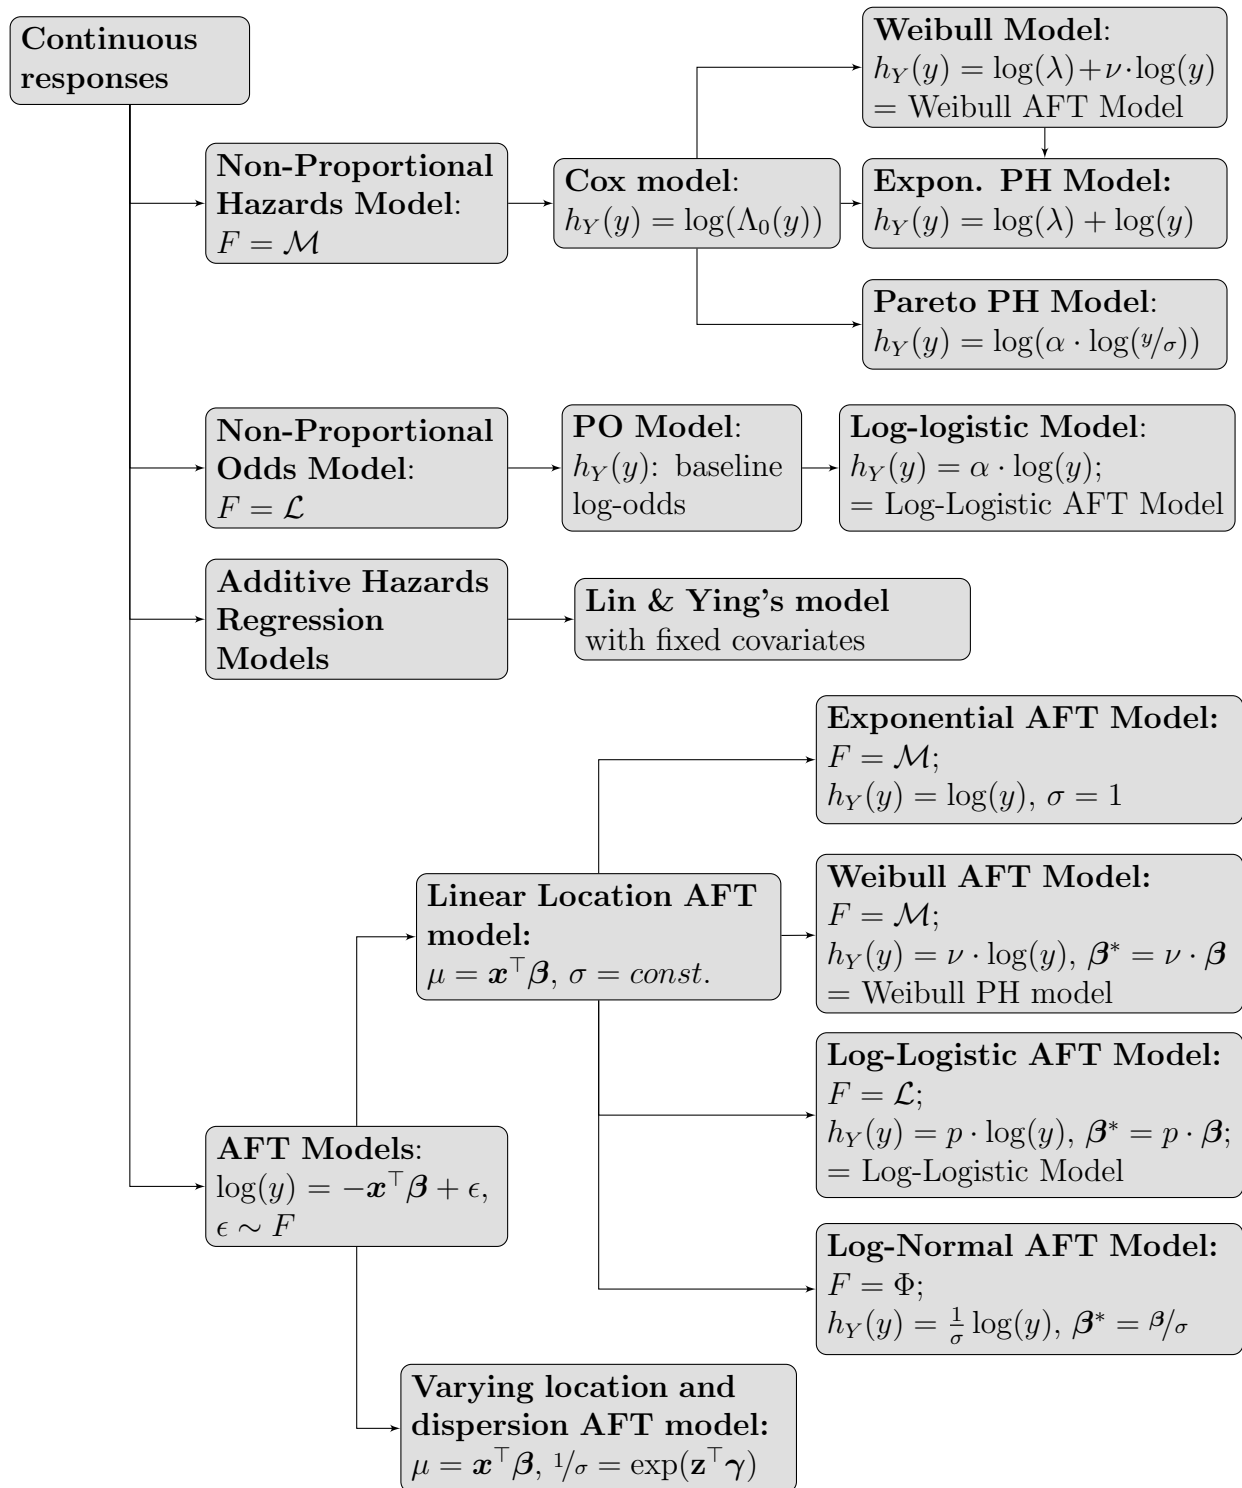 Continuous
responses
Weibull Model:
h_Y(y) = log(λ)+ν·log(y)
= Weibull AFT Model
Non-Proportional
Hazards Model:
F = ℳ
Cox model:
h_Y(y) = log(Λ₀(y))
Expon. PH Model:
h_Y(y) = log(λ) + log(y)
Pareto PH Model:
h_Y(y) = log(α · log(y/σ))
Non-Proportional
Odds Model:
F = ℒ
PO Model:
h_Y(y): baseline
log-odds
Log-logistic Model:
h_Y(y) = α · log(y);
= Log-Logistic AFT Model
Additive Hazards
Regression
Models
Lin & Ying's model
with fixed covariates
Exponential AFT Model:
F = ℳ;
h_Y(y) = log(y), σ = 1
Linear Location AFT
model:
μ = x^⊤β, σ = const.
Weibull AFT Model:
F = ℳ;
h_Y(y) = ν · log(y), β* = ν · β
= Weibull PH model
Log-Logistic AFT Model:
F = ℒ;
h_Y(y) = p · log(y), β* = p · β;
= Log-Logistic Model
AFT Models:
log(y) = −x^⊤β + ϵ,
ϵ ∼ F
Log-Normal AFT Model:
F = Φ;
h_Y(y) = 1/σ log(y), β* = β/σ
Varying location and
dispersion AFT model:
μ = x^⊤β, 1/σ = exp(z^⊤γ)